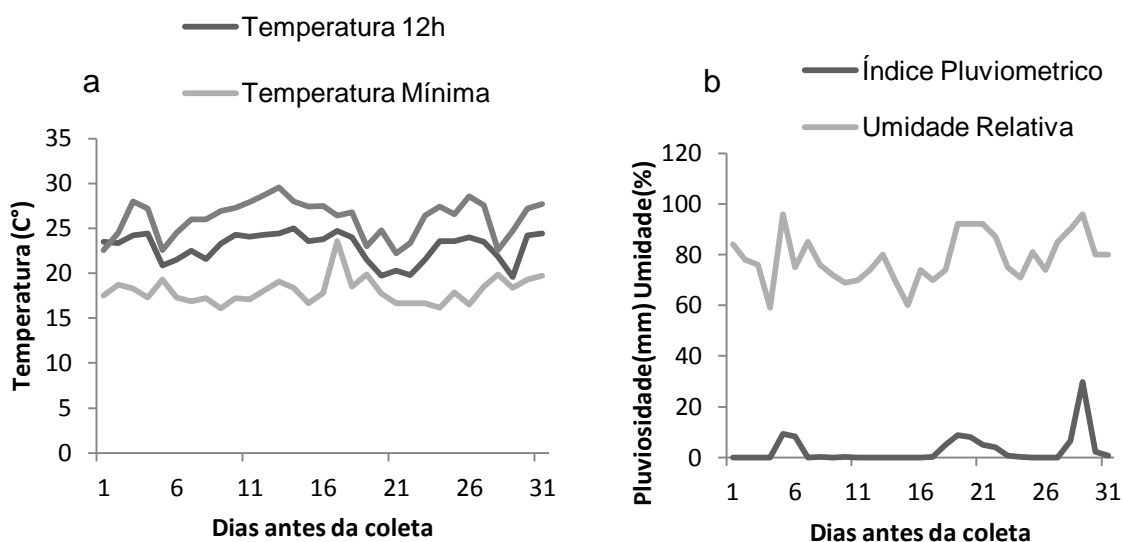 Temperatura 12h
a
Temperatura Mínima
Temperatura (C°)
35
30
25
20
15
10
5
0
1 6 11 16 21 26 31
Dias antes da coleta
Índice Pluviometrico
b
Umidade Relativa
Pluviosidade(mm) Umidade(%)
120
100
80
60
40
20
0
1 6 11 16 21 26 31
Dias antes da coleta